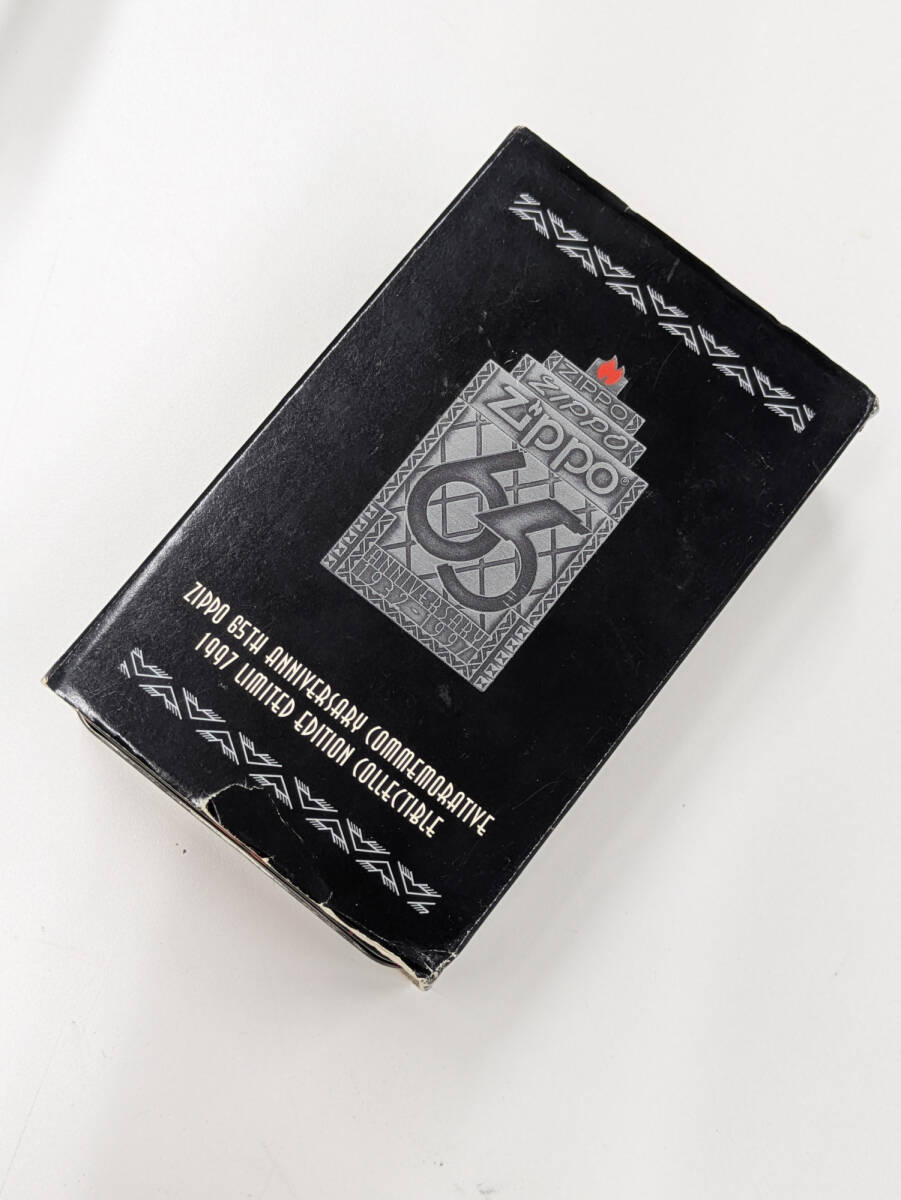 ZIPPO
Zippo
Zippo®
65
ANNIVERSARY
1932-1997
ZIPPO 65TH ANNIVERSARY COMMEMORATIVE
1997 LIMITED EDITION COLLECTIBLE